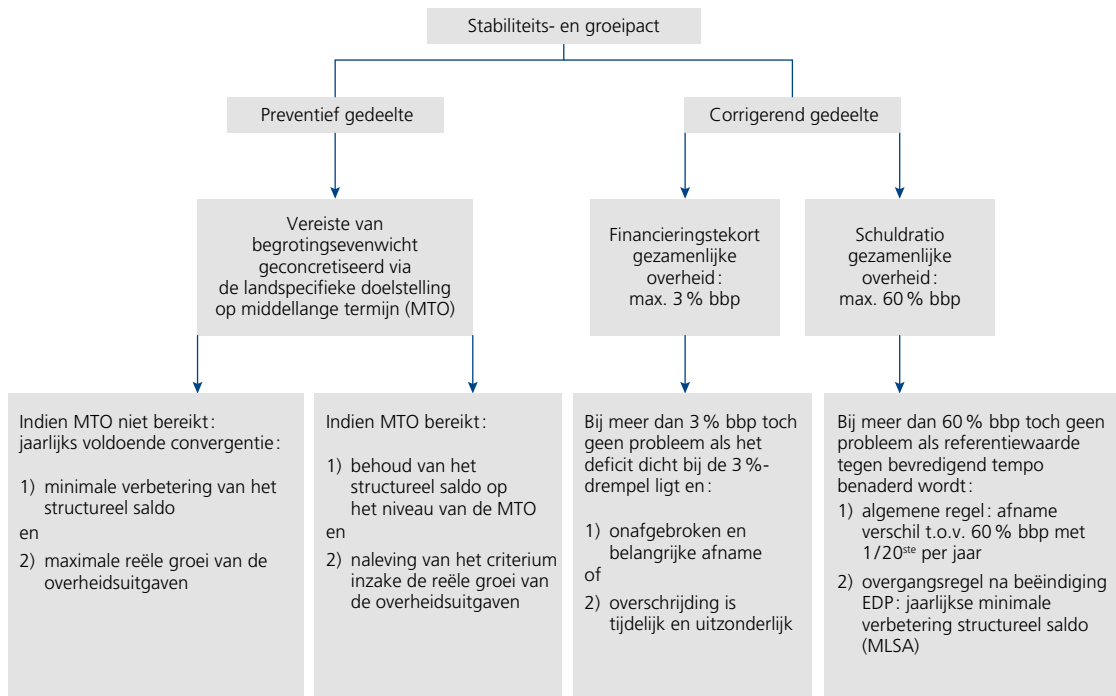 Stabiliteits- en groeipact
Preventief gedeelte
Corrigerend gedeelte
Vereiste van
begrotingsevenwicht
geconcretiseerd via
de landspecifieke doelstelling
op middellange termijn (MTO)
Financieringstekort
gezamenlijke
overheid:
max. 3 % bbp
Schuldratio
gezamenlijke
overheid:
max. 60 % bbp
Indien MTO niet bereikt:
jaarlijks voldoende convergentie:
1) minimale verbetering van het
structureel saldo
en
2) maximale reële groei van de
overheidsuitgaven
Indien MTO bereikt:
1) behoud van het
structureel saldo op
het niveau van de MTO
en
2) naleving van het criterium
inzake de reële groei van
de overheidsuitgaven
Bij meer dan 3 % bbp toch
geen probleem als het
deficit dicht bij de 3 %-
drempel ligt en:
1) onafgebroken en
belangrijke afname
of
2) overschrijding is
tijdelijk en uitzonderlijk
Bij meer dan 60 % bbp toch geen
probleem als referentiewaarde
tegen bevredigend tempo
benaderd wordt:
1) algemene regel: afname
verschil t.o.v. 60 % bbp met
1/20ste per jaar
2) overgangsregel na beëindiging
EDP: jaarlijkse minimale
verbetering structureel saldo
(MLSA)